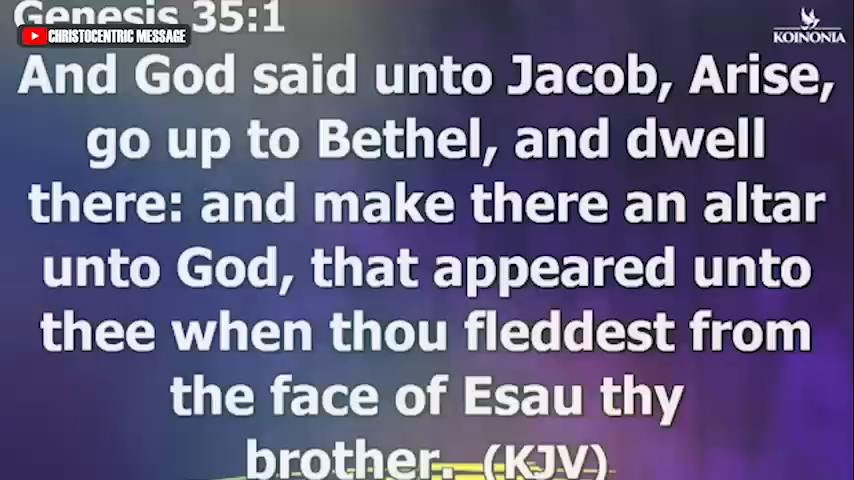 Genesis 35:1
CHRISTOCENTRIC MESSAGE
KOINONIA
And God said unto Jacob, Arise,
go up to Bethel, and dwell
there: and make there an altar
unto God, that appeared unto
thee when thou fleddest from
the face of Esau thy
brother. (KJV)